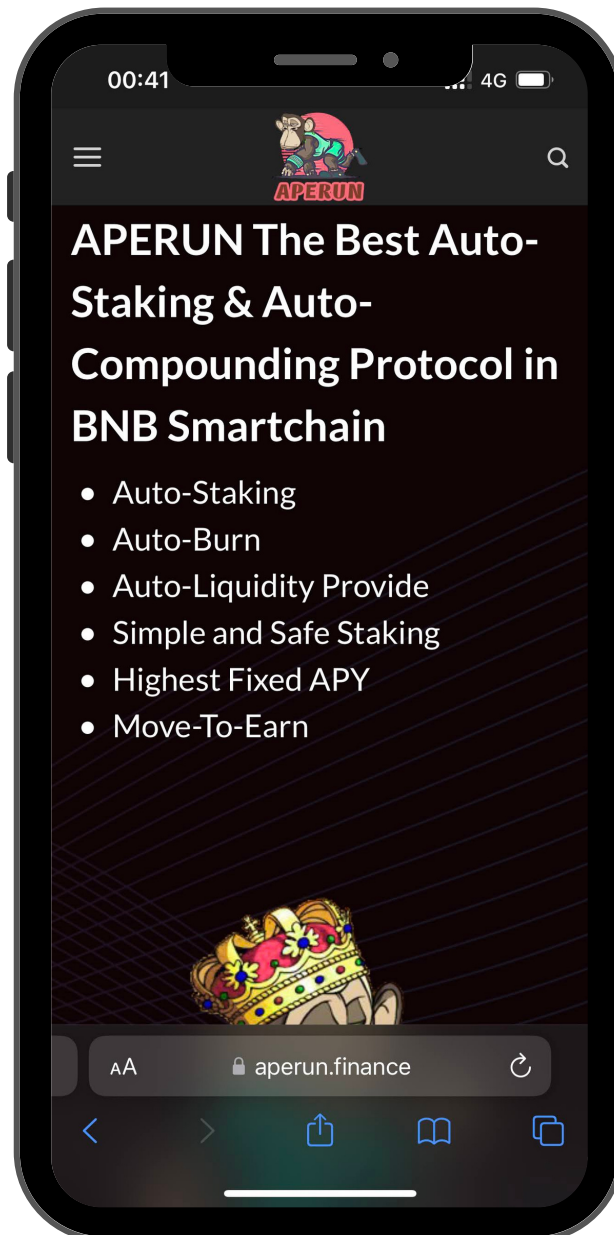 00:41
4G
APERUN
APERUN The Best Auto-
Staking & Auto-
Compounding Protocol in
BNB Smartchain
Auto-Staking
Auto-Burn
Auto-Liquidity Provide
Simple and Safe Staking
Highest Fixed APY
Move-To-Earn
AA
aperun.finance